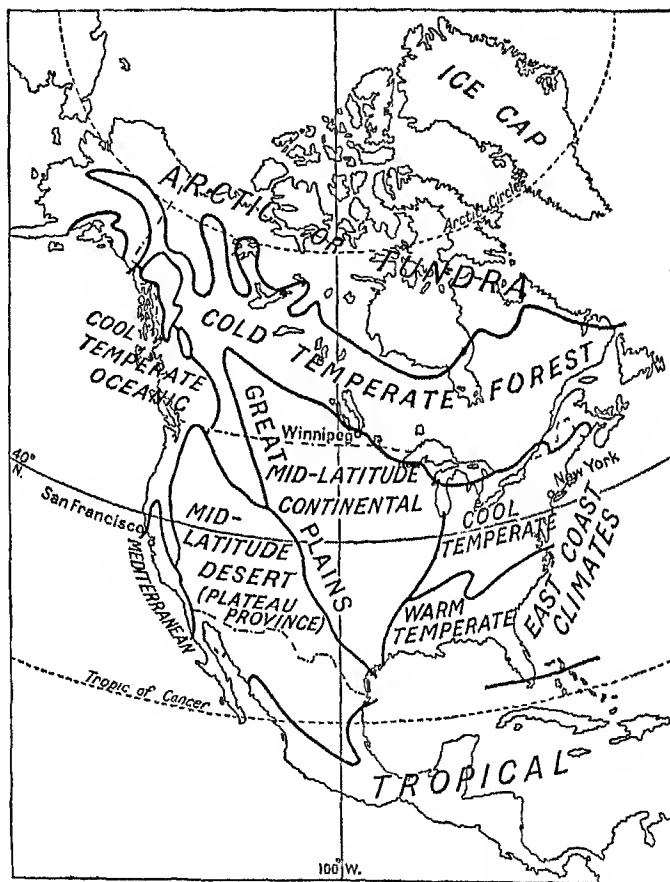 ICE CAP
ARCTIC OR TUNDRA
Arctic Circle
COLD TEMPERATE FOREST
COOL
TEMPERATE
OCEANIC
GREAT PLAINS
Winnipeg
MID-LATITUDE
CONTINENTAL
40°
N.
New York
San Francisco
COOL
TEMPERATE
MID-
LATITUDE
DESERT
(PLATEAU
PROVINCE)
MEDITERRANEAN
WARM
TEMPERATE
EAST COAST
CLIMATES
Tropic of Cancer
TROPICAL
100°W.